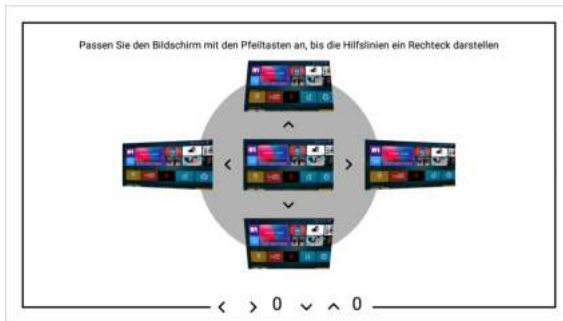 Passen Sie den Bildschirm mit den Pfeiltasten an, bis die Hilfslinien ein Rechteck darstellen
0 0